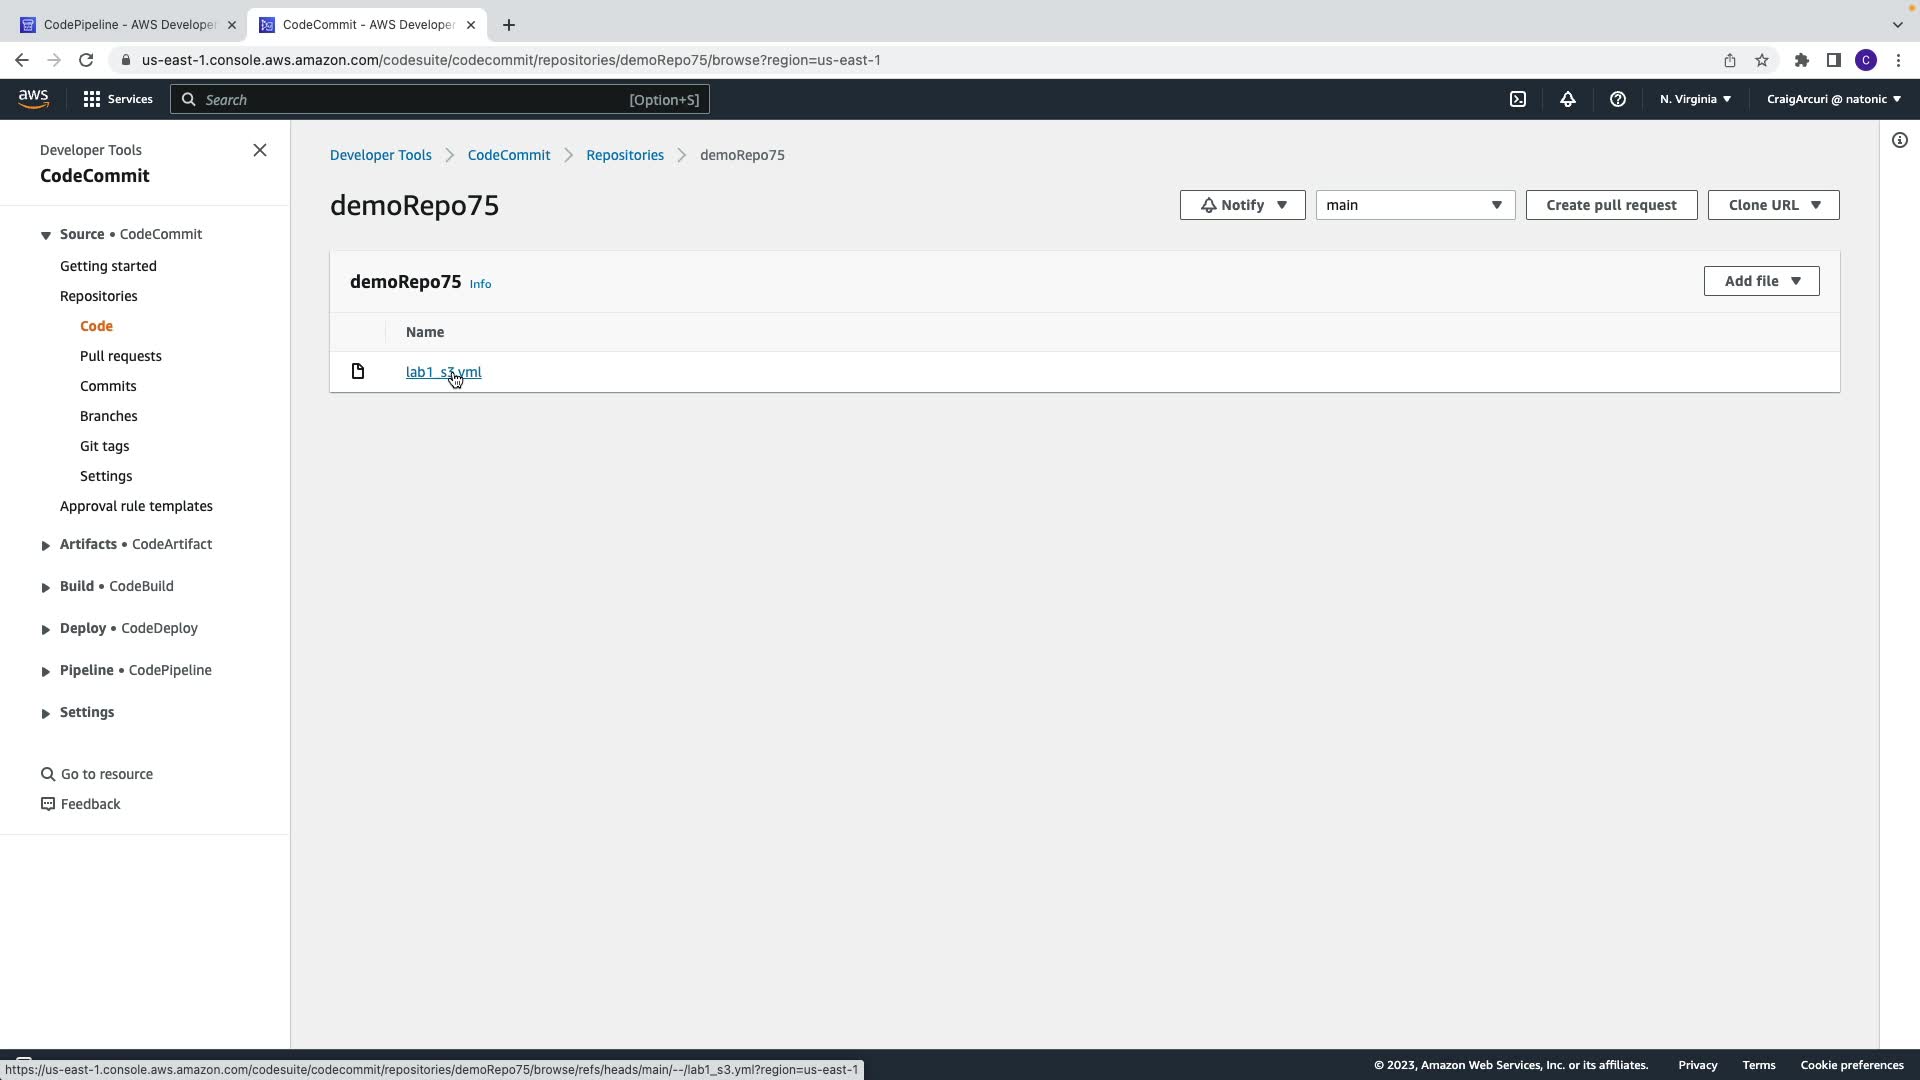 CodePipeline - AWS Developer
CodeCommit - AWS Developer
us-east-1.console.aws.amazon.com/codesuite/codecommit/repositories/demoRepo75/browse?region=us-east-1
C
aws
Services
Search
[Option+S]
N. Virginia
CraigArcuri @ natonic
Developer Tools
CodeCommit
Source • CodeCommit
Getting started
Repositories
Code
Pull requests
Commits
Branches
Git tags
Settings
Approval rule templates
Artifacts • CodeArtifact
Build • CodeBuild
Deploy • CodeDeploy
Pipeline • CodePipeline
Settings
Go to resource
Feedback
Developer Tools > CodeCommit > Repositories > demoRepo75
demoRepo75
Notify
main
Create pull request
Clone URL
demoRepo75 Info
Add file
Name
lab1_s3.yml
https://us-east-1.console.aws.amazon.com/codesuite/codecommit/repositories/demoRepo75/browse/refs/heads/main/--/lab1_s3.yml?region=us-east-1
© 2023, Amazon Web Services, Inc. or its affiliates.
Privacy
Terms
Cookie preferences